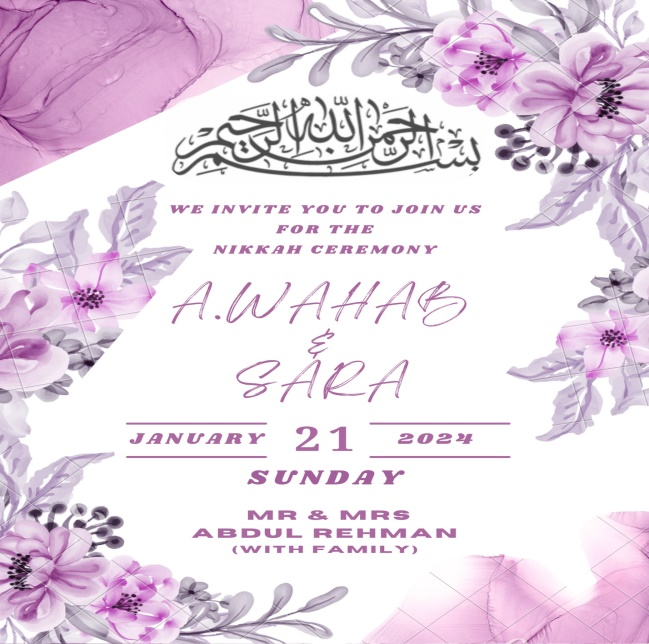 بسم الله الرحمن الرحيم
WE INVITE YOU TO JOIN US
FOR THE
NIKKAH CEREMONY
A.WAHAB
&
SARA
JANUARY 21 2024
SUNDAY
MR & MRS
ABDUL REHMAN
(WITH FAMILY)